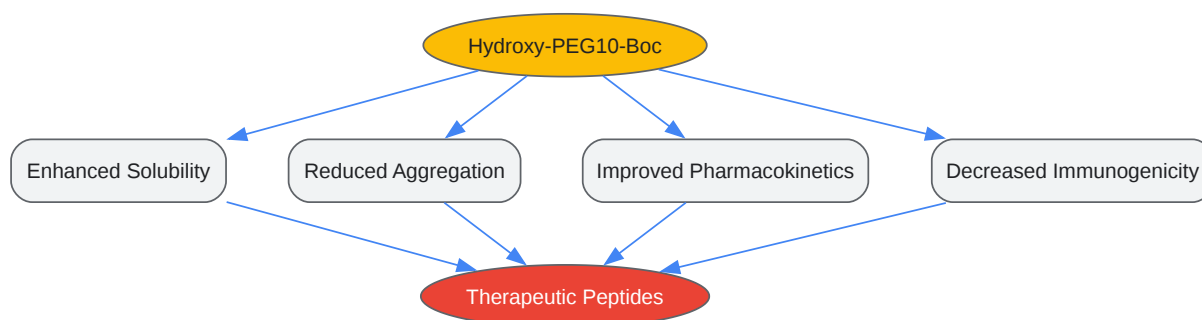 Hydroxy-PEG10-Boc
Enhanced Solubility
Reduced Aggregation
Improved Pharmacokinetics
Decreased Immunogenicity
Therapeutic Peptides